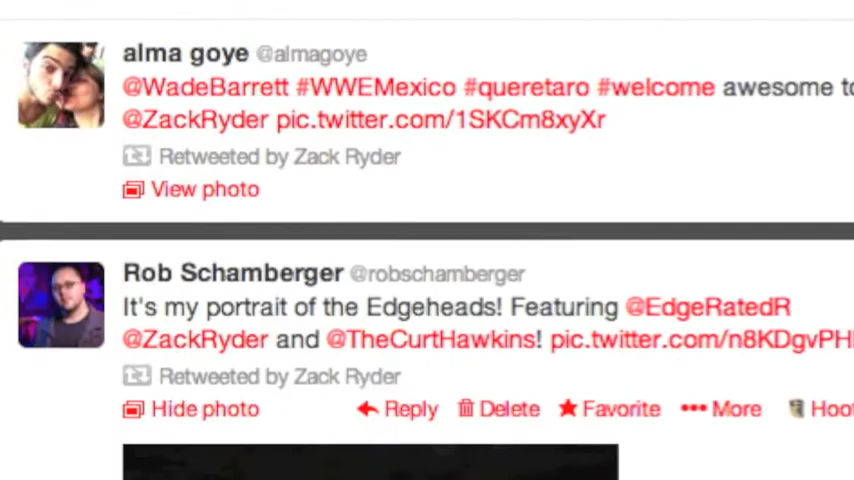 alma goye @almagoye
@WadeBarrett #WWEMexico #queretaro #welcome awesome
@ZackRyder pic.twitter.com/1SKCm8xyXr
Retweeted by Zack Ryder
View photo
Rob Schamberger @robschamberger
It's my portrait of the Edgeheads! Featuring @EdgeRatedR
@ZackRyder and @TheCurtHawkins! pic.twitter.com/n8KDgvPH
Retweeted by Zack Ryder
Hide photo Reply Delete Favorite More Hoot